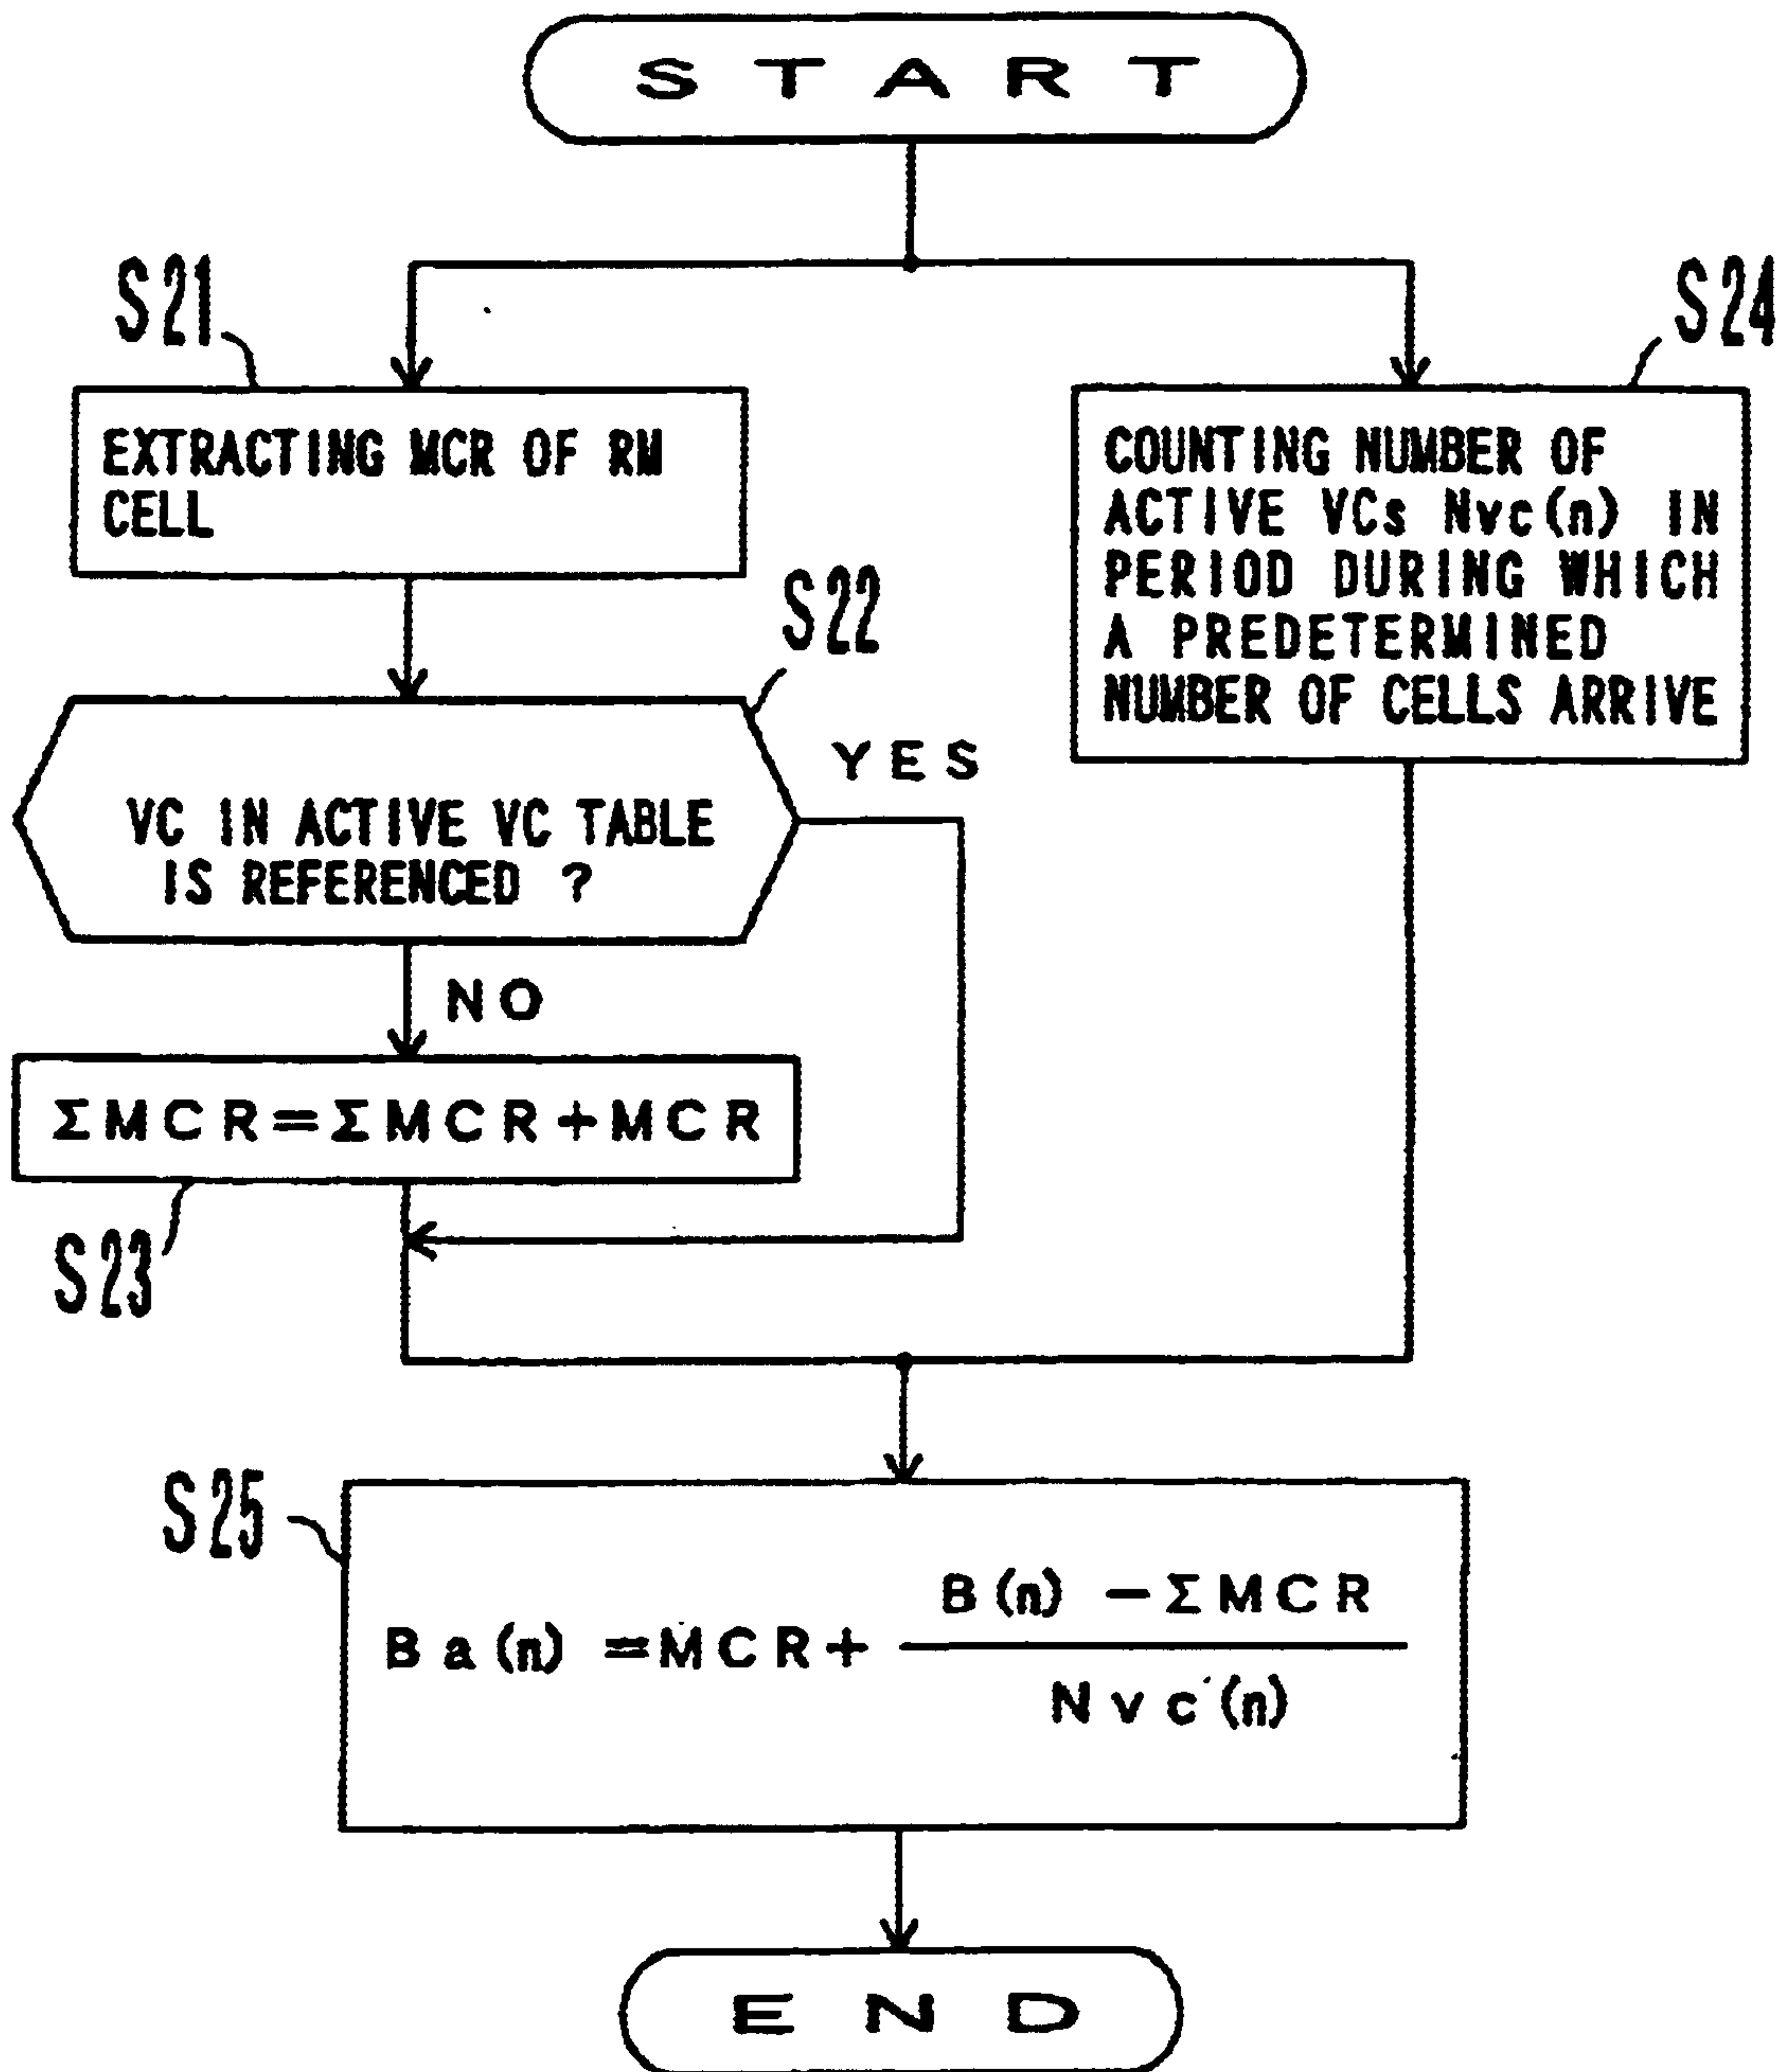 START
S21
S24
EXTRACTING MCR OF RM
CELL
COUNTING NUMBER OF
ACTIVE VCs Nvc(n) IN
PERIOD DURING WHICH
A PREDETERMINED
NUMBER OF CELLS ARRIVE
S22
YES
VC IN ACTIVE VC TABLE
IS REFERENCED ?
NO
ΣMCR=ΣMCR+MCR
S23
S25
B(n) −ΣMCR
Ba(n) =MCR+
Nvc(n)
END